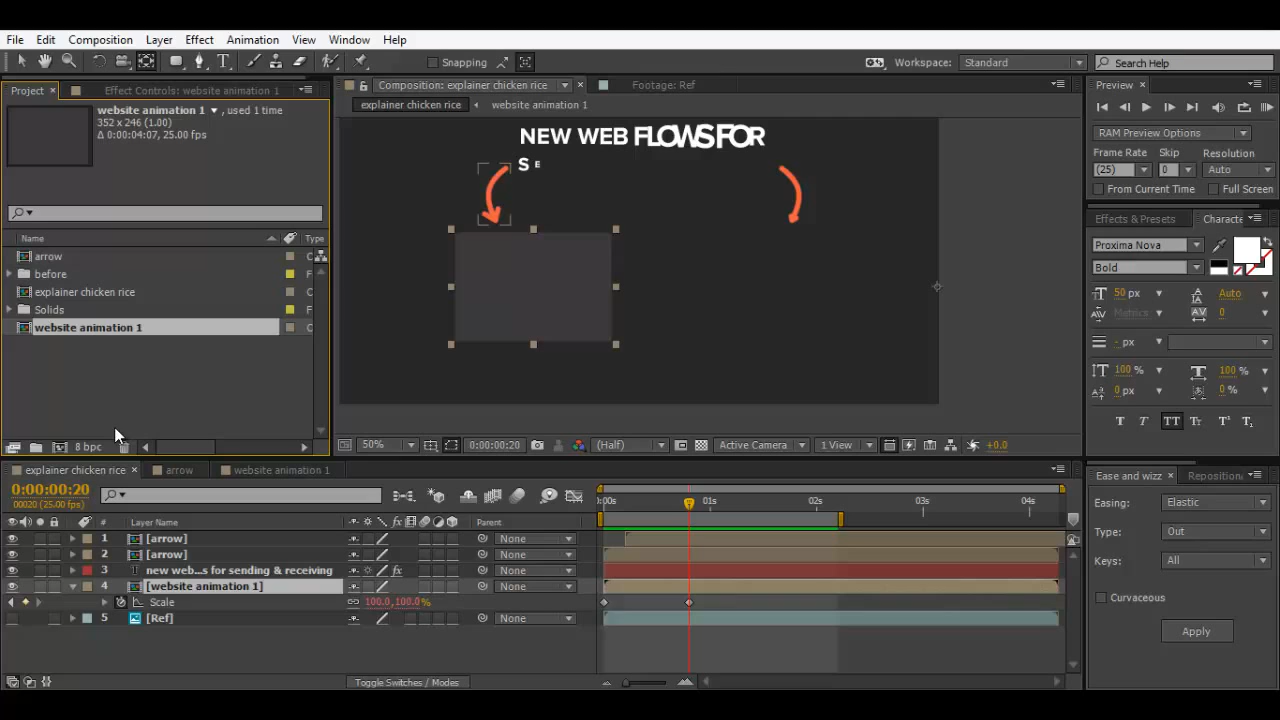 File Edit Composition Layer Effect Animation View Window Help
Snapping
Workspace: Standard
Search Help
Project
Effect Controls: website animation 1
Composition: explainer chicken rice
Footage: Ref
Preview
website animation 1 , used 1 time
352 x 246 (1.00)
Δ 0:00:04:07, 25.00 fps
explainer chicken rice
website animation 1
RAM Preview Options
Frame Rate Skip Resolution
(25) 0 Auto
From Current Time Full Screen
Effects & Presets
Characte
Name Type
arrow C
before F
explainer chicken rice C
Solids F
website animation 1 C
NEW WEB FLOWS FOR
S E
Proxima Nova
Bold
50 px Auto
Metrics 0
- px
100 % 100 %
0 px 0 %
T T TT Tt T¹ T₁
8 bpc
50%
0:00:00:20
(Half)
Active Camera
1 View
+0.0
explainer chicken rice
arrow
website animation 1
0:00:00:20
00020 (25.00 fps)
:00s 01s 02s 03s 04s
# Layer Name fx Parent
1 [arrow] None
2 [arrow] None
3 T new web...s for sending & receiving fx None
4 [website animation 1] None
Scale 100.0,100.0%
5 [Ref] None
Toggle Switches / Modes
Ease and wizz
Repositior
Easing: Elastic
Type: Out
Keys: All
Curvaceous
Apply